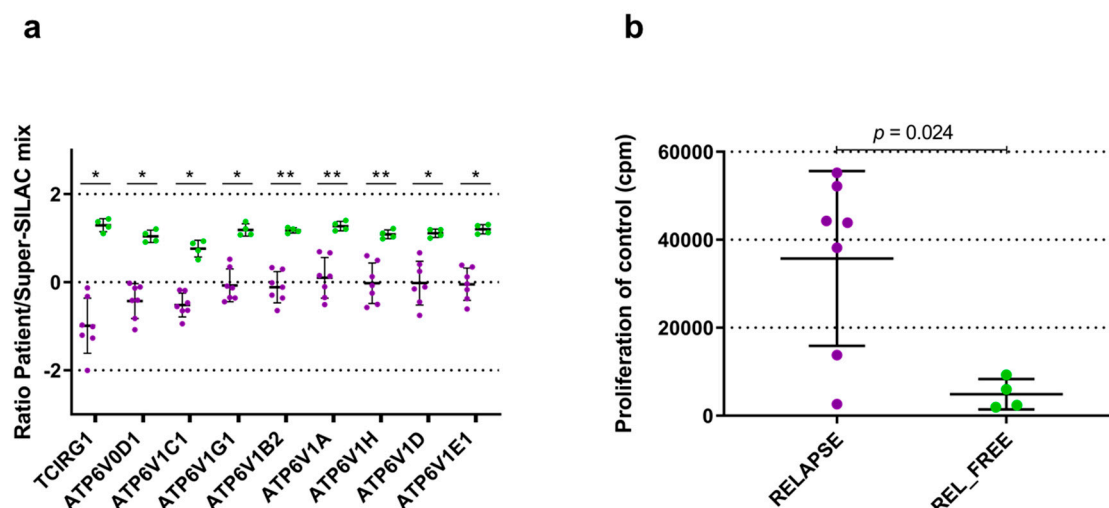 a
b
Ratio Patient/Super-SILAC mix
2
0
-2
* * * * ** ** ** * *
TCIRG1
ATP6V0D1
ATP6V1C1
ATP6V1G1
ATP6V1B2
ATP6V1A
ATP6V1H
ATP6V1D
ATP6V1E1
Proliferation of control (cpm)
p = 0.024
60000
40000
20000
0
RELAPSE
REL_FREE